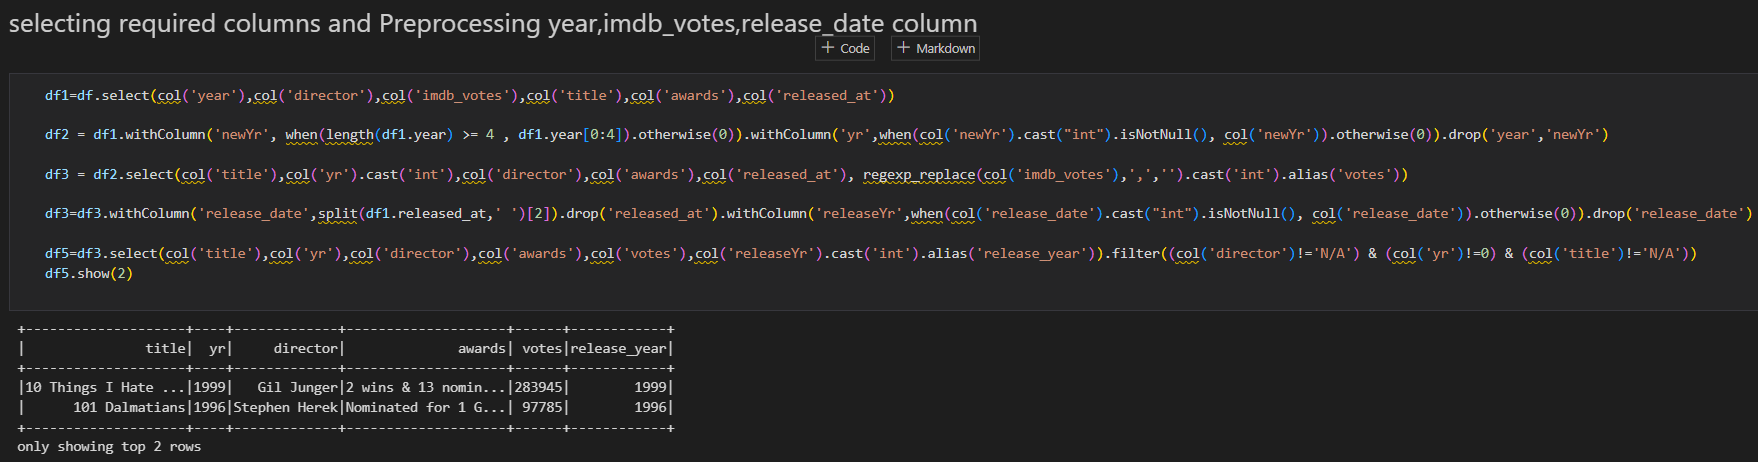 selecting required columns and Preprocessing year,imdb_votes,release_date column
+ Code + Markdown
df1=df.select(col('year'),col('director'),col('imdb_votes'),col('title'),col('awards'),col('released_at'))
df2 = df1.withColumn('newYr', when(length(df1.year) >= 4 , df1.year[0:4]).otherwise(0)).withColumn('yr',when(col('newYr').cast("int").isNotNull(), col('newYr')).otherwise(0)).drop('year','newYr')
df3 = df2.select(col('title'),col('yr').cast('int'),col('director'),col('awards'),col('released_at'), regexp_replace(col('imdb_votes'),',','').cast('int').alias('votes'))
df3=df3.withColumn('release_date',split(df1.released_at,' ')[2]).drop('released_at').withColumn('releaseYr',when(col('release_date').cast("int").isNotNull(), col('release_date')).otherwise(0)).drop('release_date')
df5=df3.select(col('title'),col('yr'),col('director'),col('awards'),col('votes'),col('releaseYr').cast('int').alias('release_year')).filter((col('director')!='N/A') & (col('yr')!=0) & (col('title')!='N/A'))
df5.show(2)
+--------------------+----+-------------+--------------------+------+------------+
|               title|  yr|     director|              awards| votes|release_year|
+--------------------+----+-------------+--------------------+------+------------+
|10 Things I Hate ...|1999|   Gil Junger|2 wins & 13 nomin...|283945|        1999|
|      101 Dalmatians|1996|Stephen Herek|Nominated for 1 G...| 97785|        1996|
+--------------------+----+-------------+--------------------+------+------------+
only showing top 2 rows